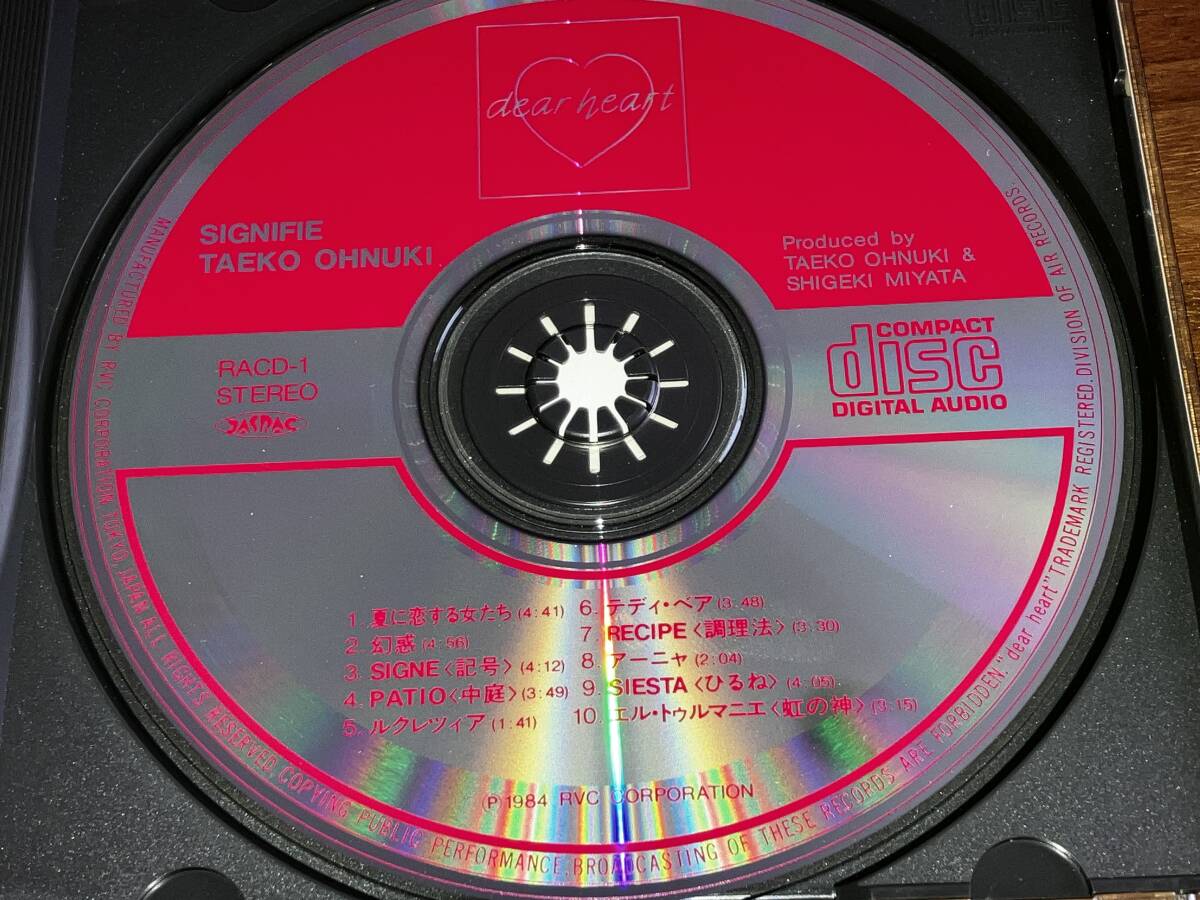 dear heart
SIGNIFIE
TAEKO OHNUKI
Produced by
TAEKO OHNUKI &
SHIGEKI MIYATA
RACD-1
STEREO
JASRAC
COMPACT
disc
DIGITAL AUDIO
1. 夏に恋する女たち(4:41)
2. 幻惑(4:56)
3. SIGNE〈記号〉(4:12)
4. PATIO〈中庭〉(3:49)
5. ルクレツィア(1:41)
6. テディ・ベア(3:48)
7. RECIPE〈調理法〉(3:30)
8. アーニャ(2:04)
9. SIESTA〈ひるね〉(4:05)
10. エル・トゥルマニエ〈虹の神〉(3:15)
Ⓟ 1984 RVC CORPORATION
MANUFACTURED BY RVC CORPORATION TOKYO, JAPAN ALL RIGHTS RESERVED. COPYING PUBLIC PERFORMANCE, BROADCASTING OF THESE RECORDS ARE FORBIDDEN. "dear heart" TRADEMARK REGISTERED. DIVISION OF AIR RECORDS.
disc